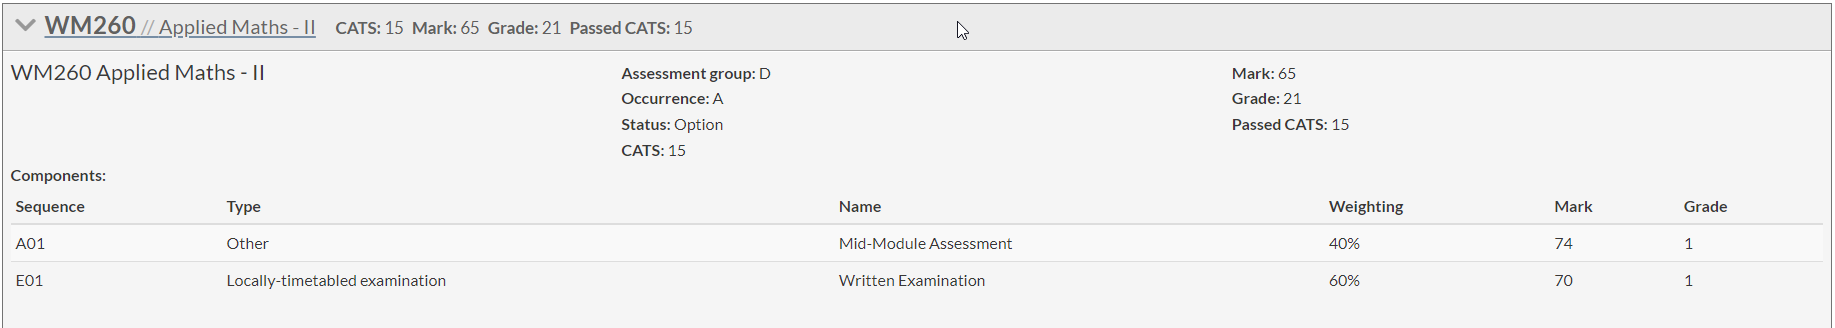 WM260 // Applied Maths - II CATS: 15 Mark: 65 Grade: 21 Passed CATS: 15
WM260 Applied Maths - II
Assessment group: D
Occurrence: A
Status: Option
CATS: 15
Mark: 65
Grade: 21
Passed CATS: 15
Components:
Sequence Type Name Weighting Mark Grade
A01 Other Mid-Module Assessment 40% 74 1
E01 Locally-timetabled examination Written Examination 60% 70 1